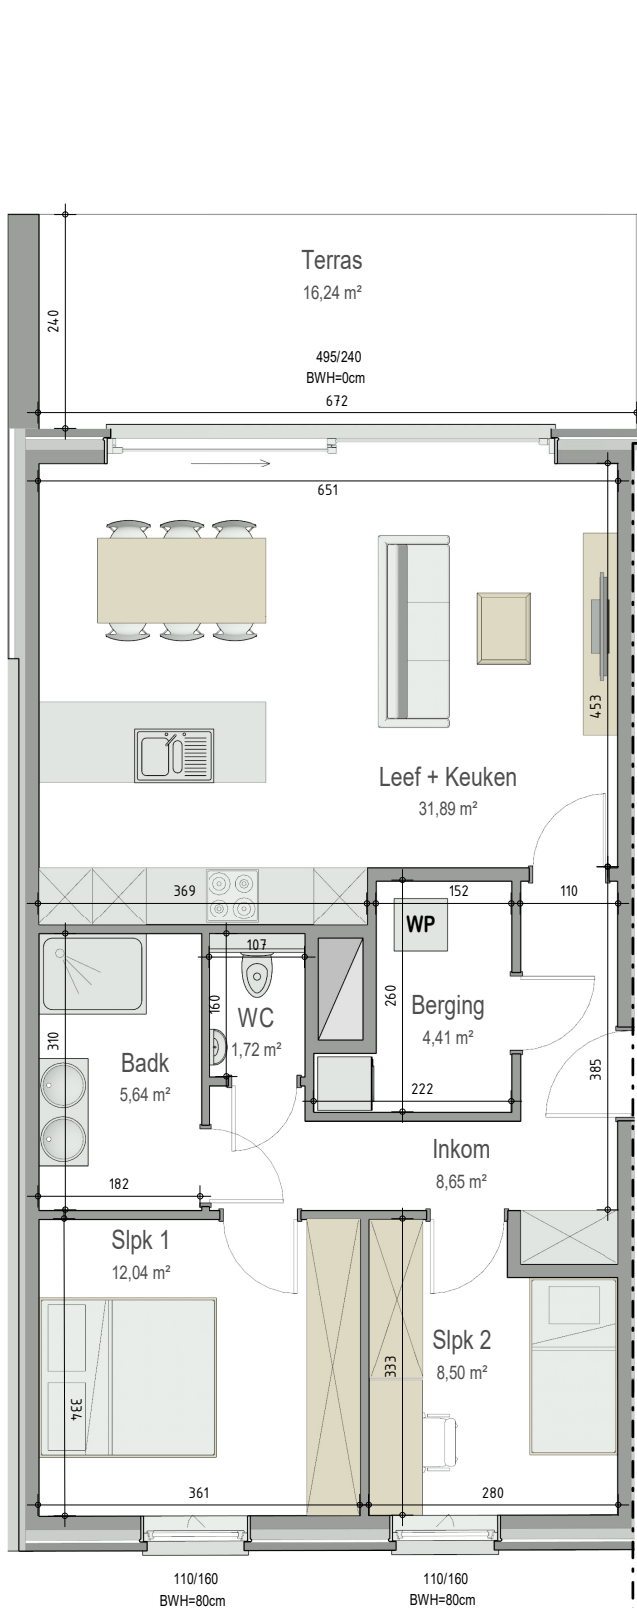 Terras
16,24 m²
240
495/240
BWH=0cm
672
651
453
Leef + Keuken
31,89 m²
369
152
110
WP
107
160
260
310
WC
1,72 m²
Berging
4,41 m²
Badk
5,64 m²
385
222
Inkom
8,65 m²
182
Slpk 1
12,04 m²
Slpk 2
8,50 m²
333
334
361
280
110/160
BWH=80cm
110/160
BWH=80cm